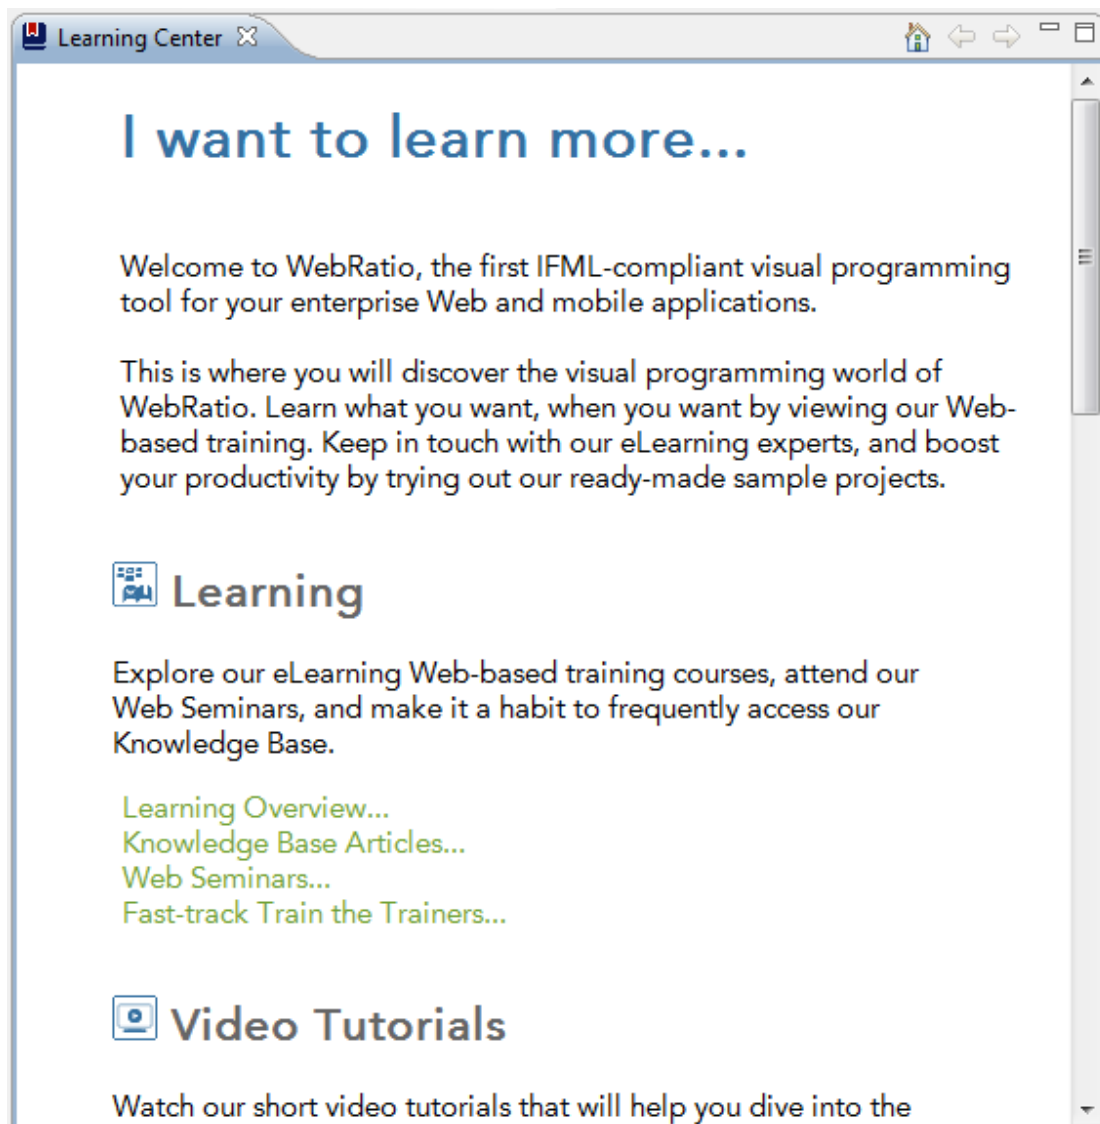 Learning Center
I want to learn more...
Welcome to WebRatio, the first IFML-compliant visual programming
tool for your enterprise Web and mobile applications.
This is where you will discover the visual programming world of
WebRatio. Learn what you want, when you want by viewing our Web-
based training. Keep in touch with our eLearning experts, and boost
your productivity by trying out our ready-made sample projects.
Learning
Explore our eLearning Web-based training courses, attend our
Web Seminars, and make it a habit to frequently access our
Knowledge Base.
Learning Overview...
Knowledge Base Articles...
Web Seminars...
Fast-track Train the Trainers...
Video Tutorials
Watch our short video tutorials that will help you dive into the